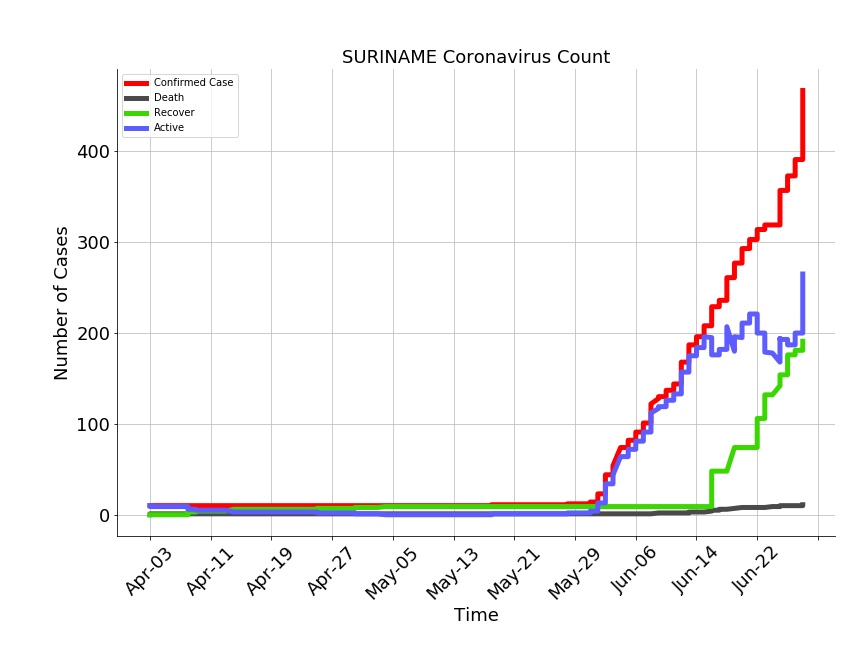 SURINAME Coronavirus Count
Confirmed Case
Death
Recover
Active
Number of Cases
400
300
200
100
0
Apr-03
Apr-11
Apr-19
Apr-27
May-05
May-13
May-21
May-29
Jun-06
Jun-14
Jun-22
Time